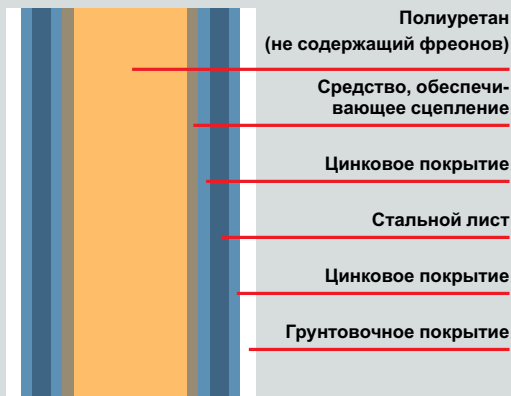 Полиуретан
(не содержащий фреонов)
Средство, обеспечи-
вающее сцепление
Цинковое покрытие
Стальной лист
Цинковое покрытие
Грунтовочное покрытие